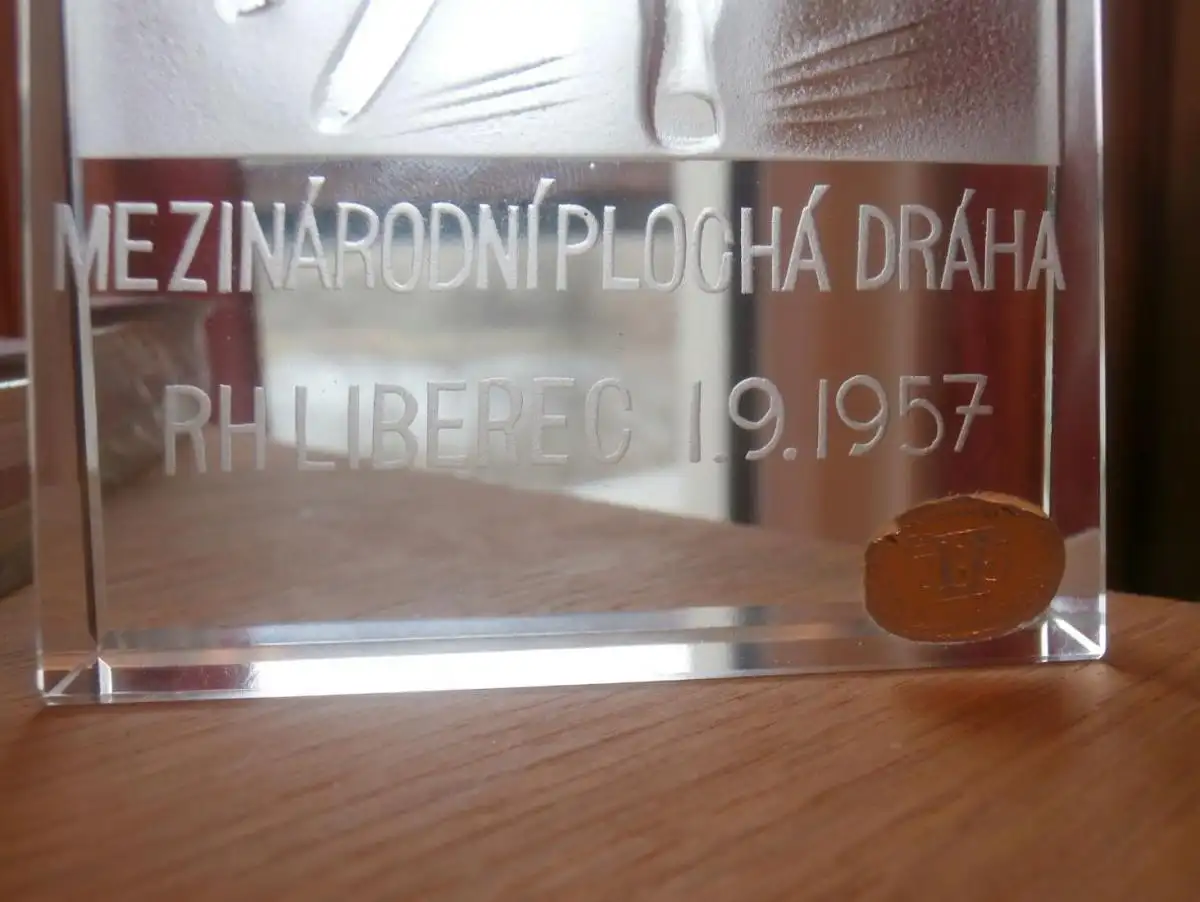 MEZINÁRODNÍ PLOCHÁ DRÁHA
RH LIBEREC 1.9.1957